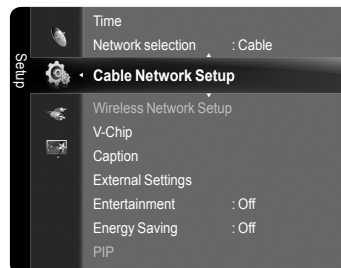 Setup
Time
Network selection : Cable
Cable Network Setup
Wireless Network Setup
V-Chip
Caption
External Settings
Entertainment : Off
Energy Saving : Off
PIP